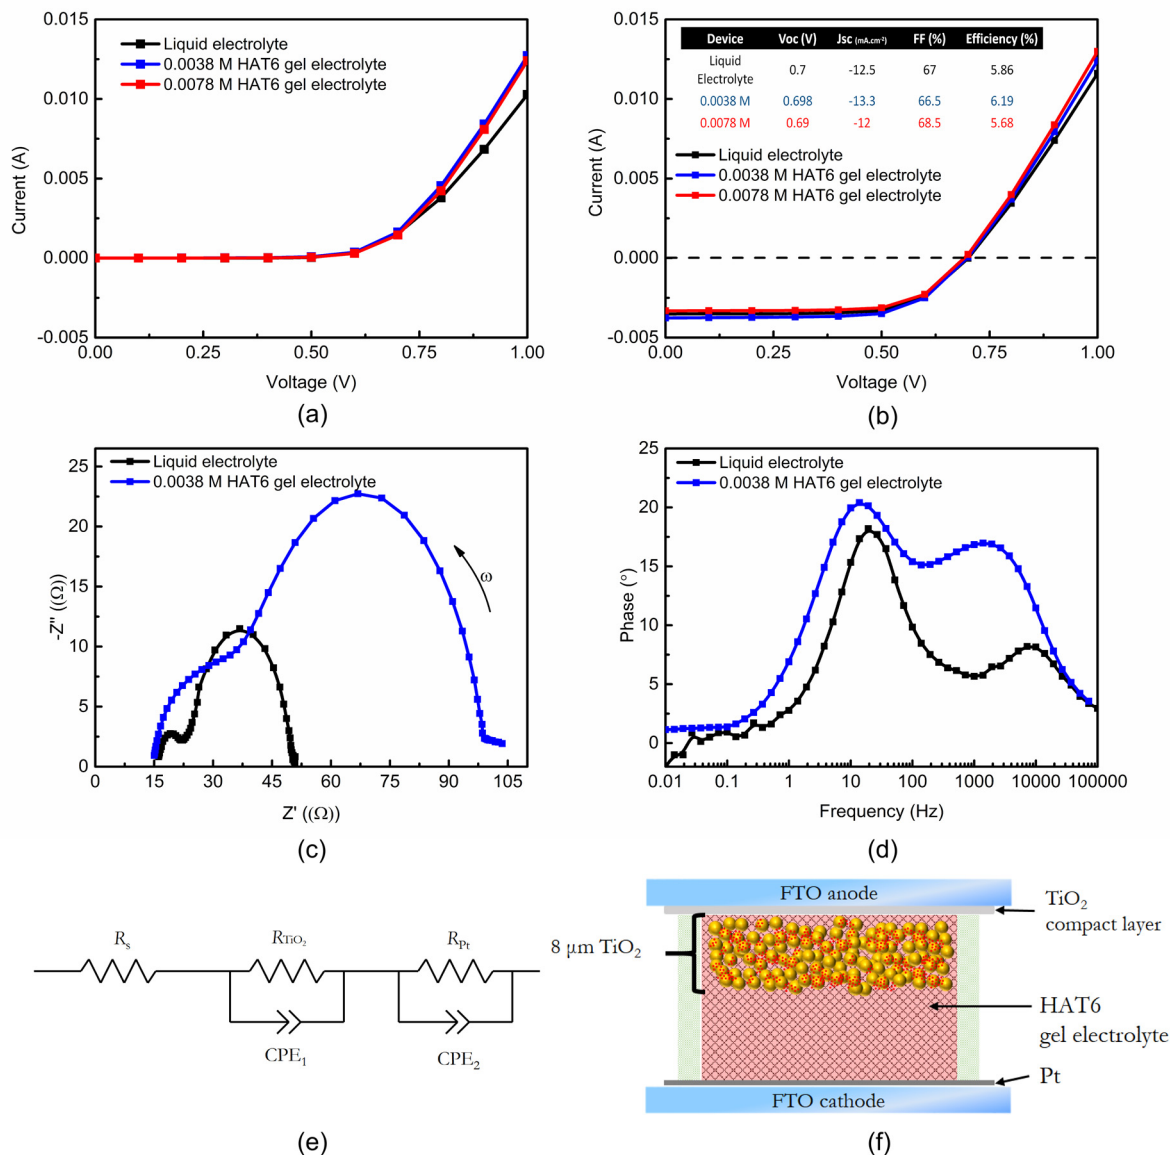 0.015
0.010
0.005
0.000
-0.005
Current (A)
Liquid electrolyte
0.0038 M HAT6 gel electrolyte
0.0078 M HAT6 gel electrolyte
0.00 0.25 0.50 0.75 1.00
Voltage (V)
(a)
0.015
0.010
0.005
0.000
-0.005
Current (A)
Device Voc (V) Jsc (mA.cm-2) FF (%) Efficiency (%)
Liquid
Electrolyte 0.7 -12.5 67 5.86
0.0038 M 0.698 -13.3 66.5 6.19
0.0078 M 0.69 -12 68.5 5.68
Liquid electrolyte
0.0038 M HAT6 gel electrolyte
0.0078 M HAT6 gel electrolyte
0.00 0.25 0.50 0.75 1.00
Voltage (V)
(b)
25
20
15
10
5
0
-Z" ((Ω))
Liquid electrolyte
0.0038 M HAT6 gel electrolyte
ω
0 15 30 45 60 75 90 105
Z' ((Ω))
(c)
25
20
15
10
5
0
Phase (°)
Liquid electrolyte
0.0038 M HAT6 gel electrolyte
0.01 0.1 1 10 100 1000 10000 100000
Frequency (Hz)
(d)
Rs RTiO2 RPt
CPE1 CPE2
(e)
FTO anode
TiO2
compact layer
8 μm TiO2
HAT6
gel electrolyte
Pt
FTO cathode
(f)